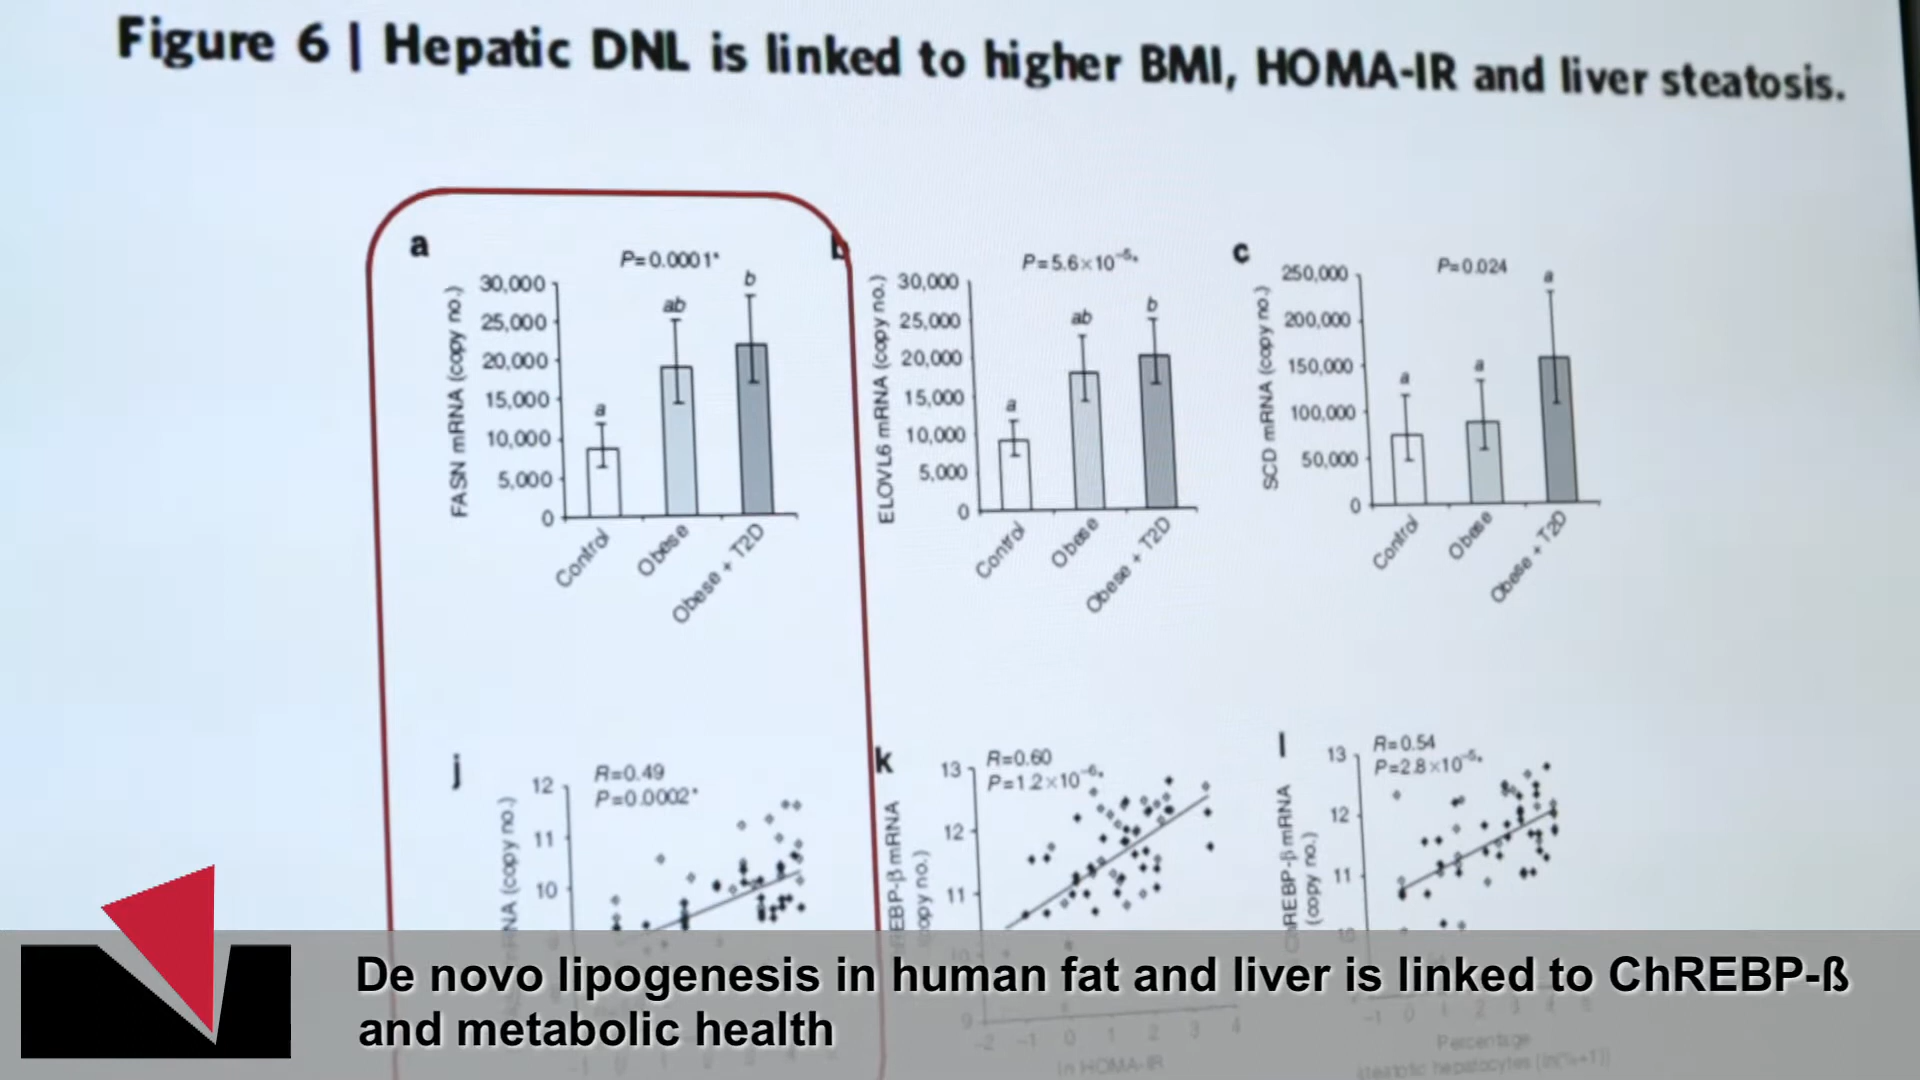 Figure 6 | Hepatic DNL is linked to higher BMI, HOMA-IR and liver steatosis.
a
P=0.0001*
FASN mRNA (copy no.)
30,000
25,000
20,000
15,000
10,000
5,000
0
a
ab
b
Control
Obese
Obese + T2D
b
P=5.6×10⁻⁵*
ELOVL6 mRNA (copy no.)
30,000
25,000
20,000
15,000
10,000
5,000
0
a
ab
b
Control
Obese
Obese + T2D
c
P=0.024
SCD mRNA (copy no.)
250,000
200,000
150,000
100,000
50,000
0
a
a
a
Control
Obese
Obese + T2D
j
R=0.49
P=0.0002*
(copy no.)
12
11
10
k
R=0.60
P=1.2×10⁻⁶*
mRNA
13
12
11
10
9
-2 -1 0 1 2 3 4
ln HOMA-IR
l
R=0.54
P=2.8×10⁻⁵*
ChREBP-β mRNA
(copy no.)
13
12
11
10
-1 0 1 2 3 4
Percentage
steatotic hepatocytes (ln(%+1))
De novo lipogenesis in human fat and liver is linked to ChREBP-ß
and metabolic health